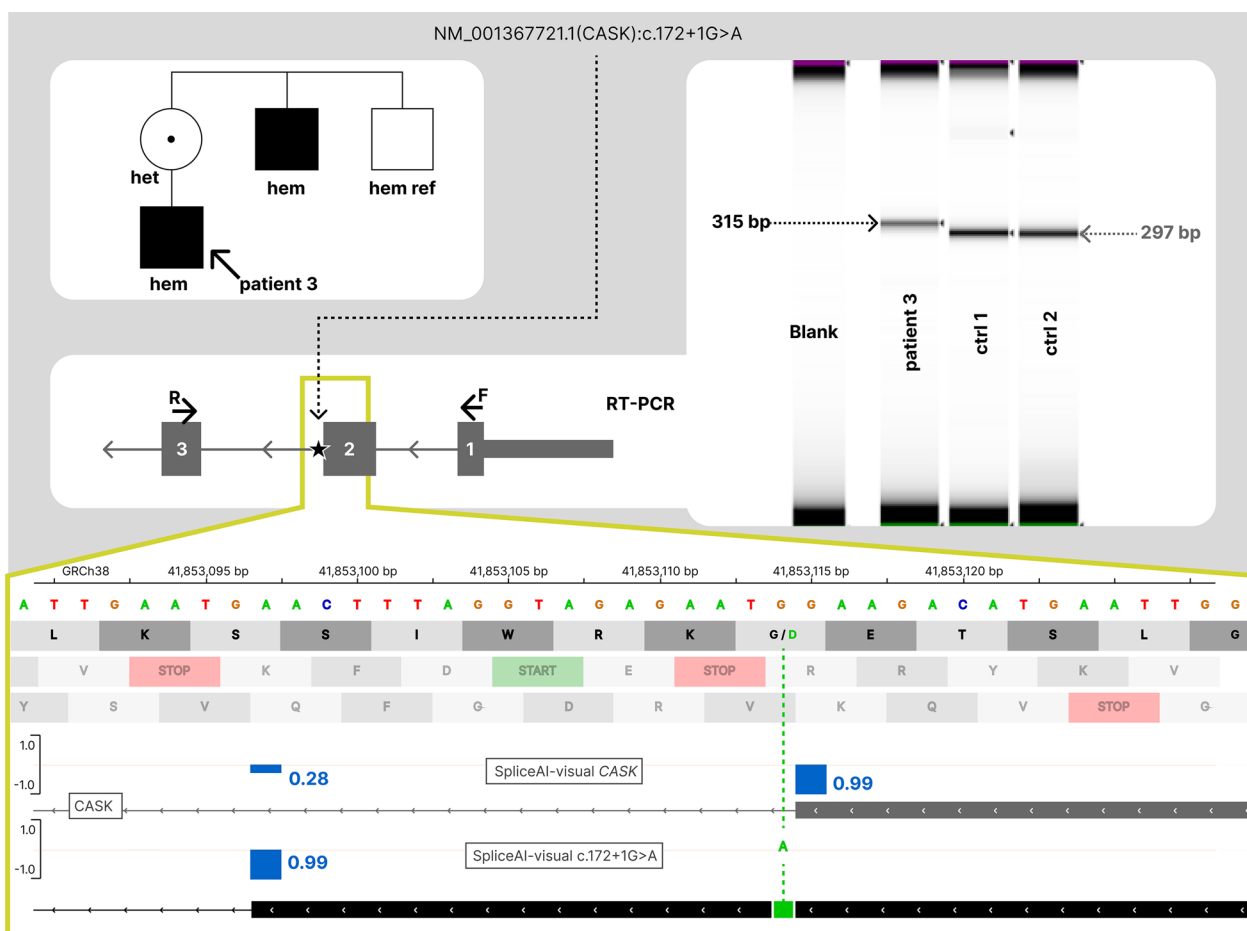 NM_001367721.1(CASK):c.172+1G>A
het
hem
hem ref
hem
patient 3
315 bp
297 bp
Blank
patient 3
ctrl 1
ctrl 2
R
F
RT-PCR
3
2
1
GRCh38
41,853,095 bp
41,853,100 bp
41,853,105 bp
41,853,110 bp
41,853,115 bp
41,853,120 bp
A T T G A A T G A A C T T T A G G T A G A G A A T G G A A G A C A T G A A T T G G
L K S S I W R K G/D E T S L G
V STOP K F D START E STOP R R Y K V
Y S V Q F G D R V K Q V STOP G
1.0
-1.0
0.28
SpliceAI-visual CASK
0.99
CASK
1.0
-1.0
0.99
SpliceAI-visual c.172+1G>A
A